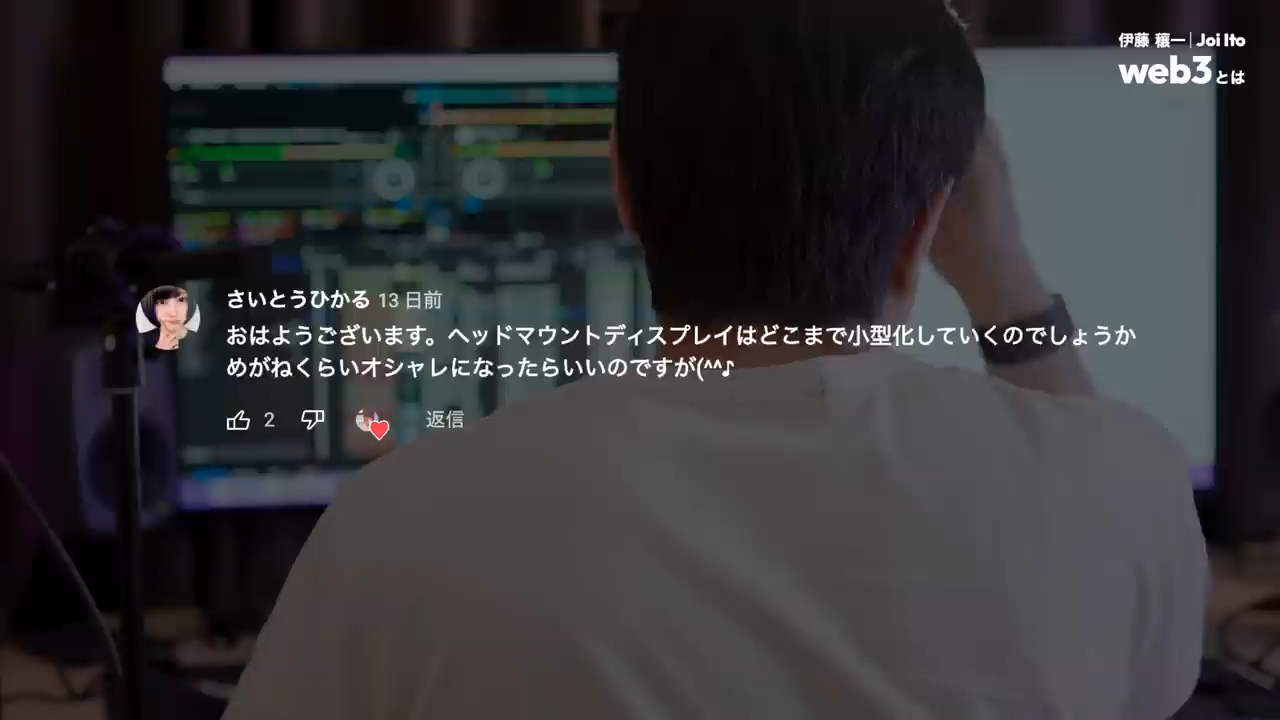 伊藤 穰一 | Joi Ito
web3とは
さいとうひかる 13 日前
おはようございます。ヘッドマウントディスプレイはどこまで小型化していくのでしょうか
めがねくらいオシャレになったらいいのですが(^^♪
2 返信